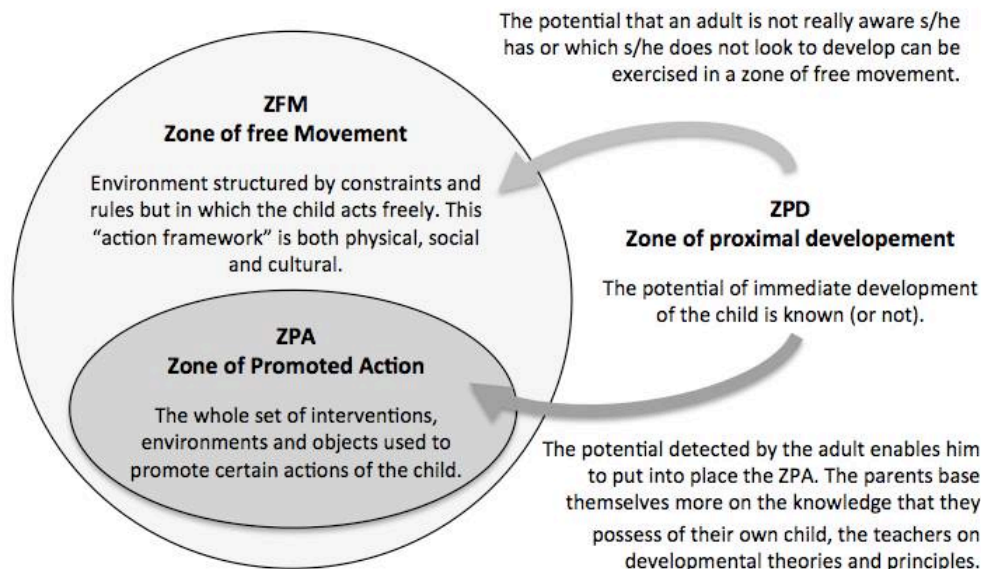 The potential that an adult is not really aware s/he
has or which s/he does not look to develop can be
exercised in a zone of free movement.
ZFM
Zone of free Movement
Environment structured by constraints and
rules but in which the child acts freely. This
“action framework” is both physical, social
and cultural.
ZPD
Zone of proximal developement
The potential of immediate development
of the child is known (or not).
ZPA
Zone of Promoted Action
The whole set of interventions,
environments and objects used to
promote certain actions of the child.
The potential detected by the adult enables him
to put into place the ZPA. The parents base
themselves more on the knowledge that they
possess of their own child, the teachers on
developmental theories and principles.